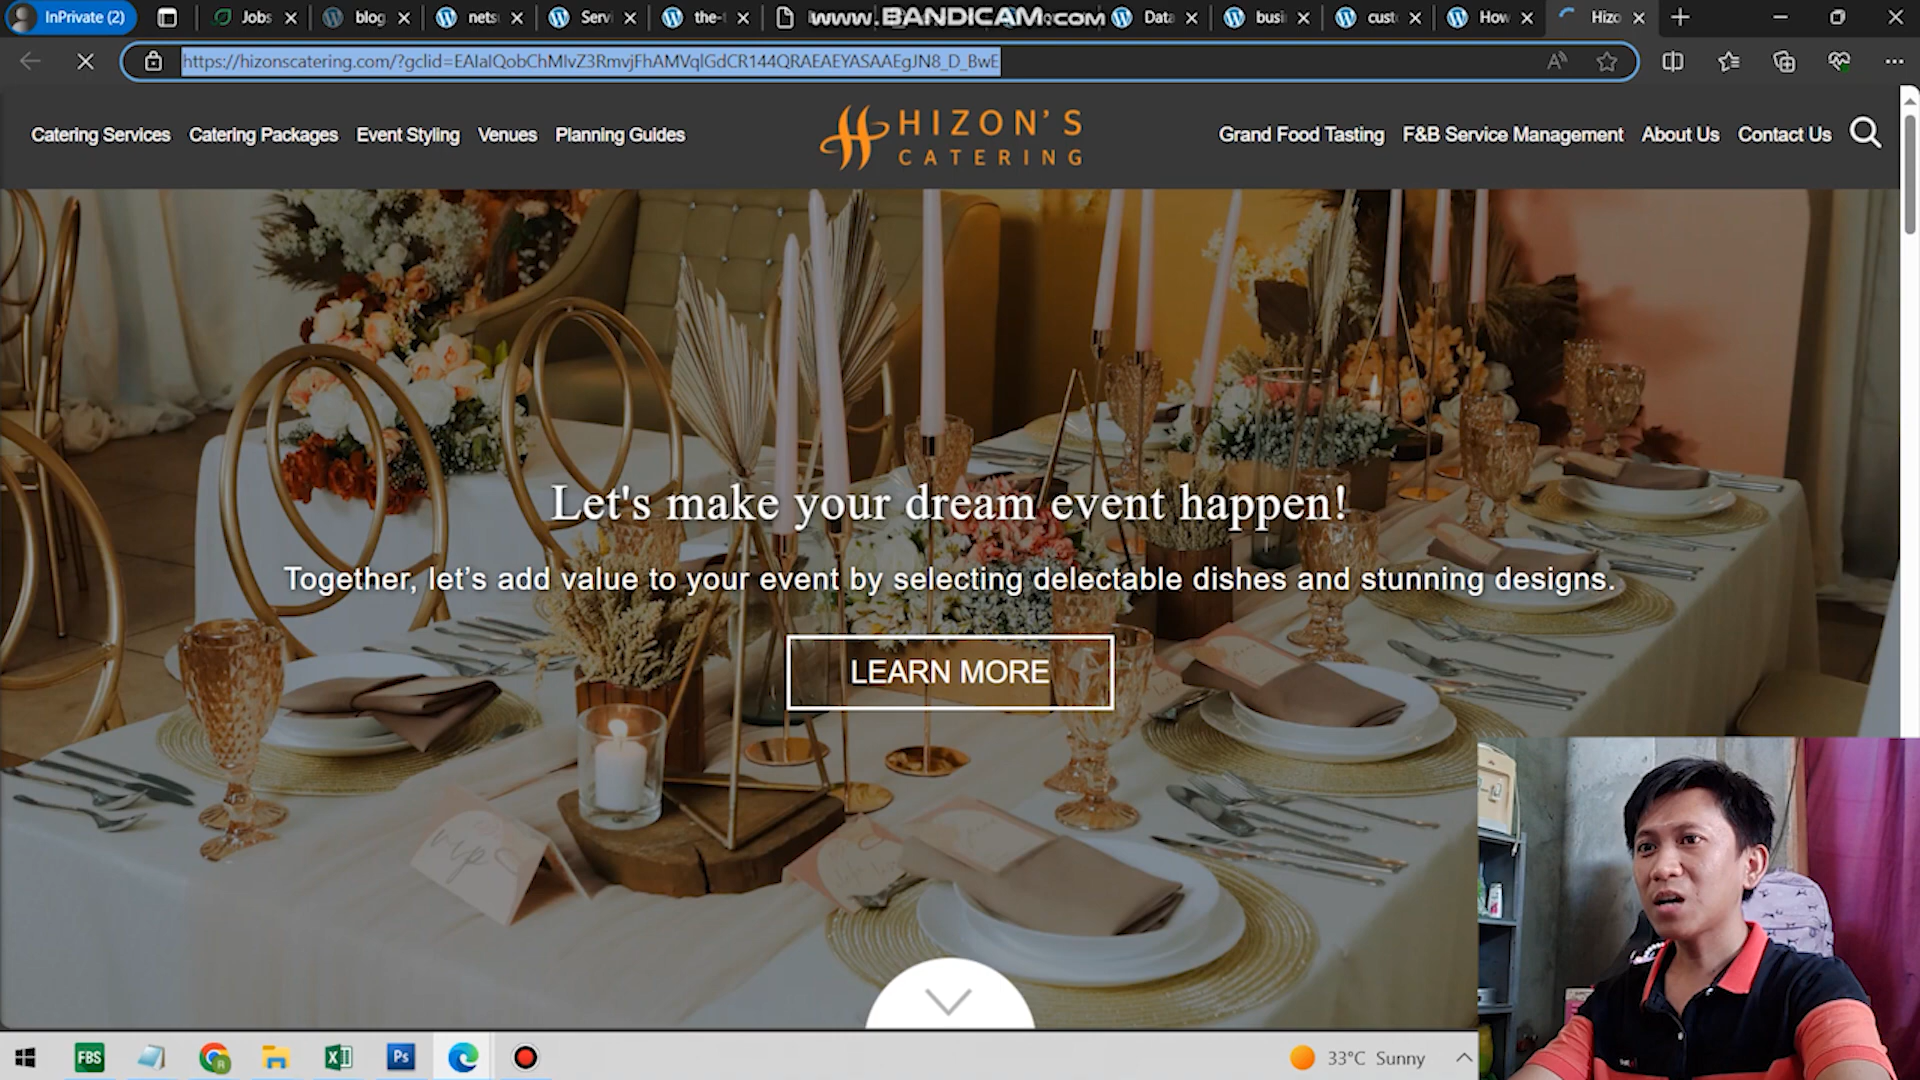 InPrivate (2)
Jobs
blog
nets
Servi
the-t
www.BANDICAM.com
Data
busi
cust
How
Hizo
https://hizonscatering.com/?gclid=EAIaIQobChMIvZ3RmvjFhAMVqlGdCR144QRAEAEYASAAEgJN8_D_BwE
Catering Services Catering Packages Event Styling Venues Planning Guides
HIZON'S
CATERING
Grand Food Tasting F&B Service Management About Us Contact Us
Let's make your dream event happen!
Together, let's add value to your event by selecting delectable dishes and stunning designs.
LEARN MORE
vip
FBS
Ps
33°C Sunny